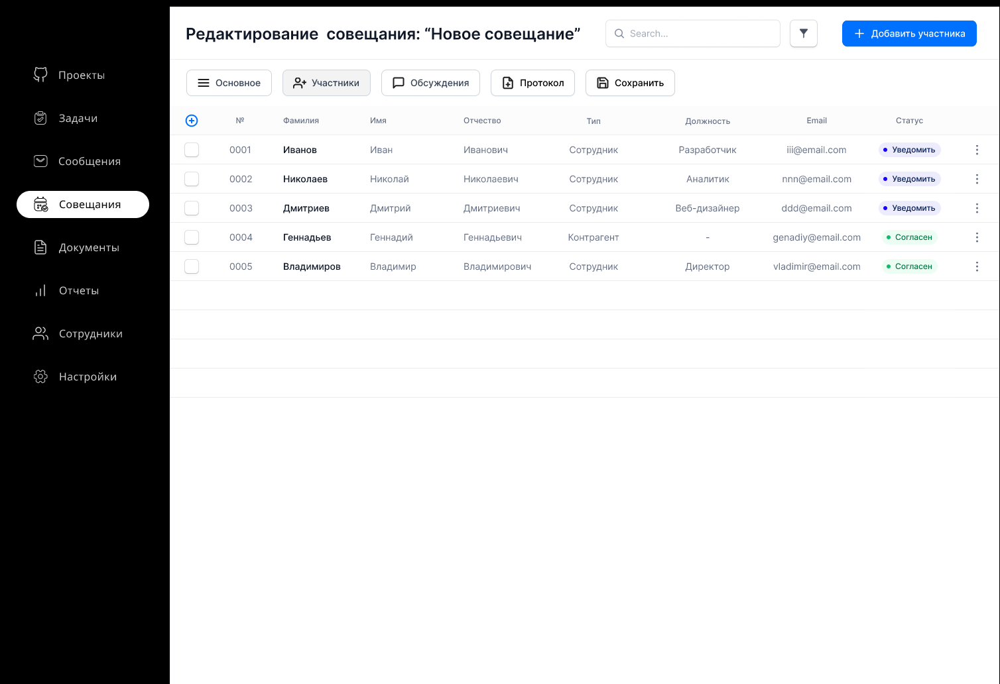 Редактирование совещания: “Новое совещание”
Search...
Добавить участника
Проекты
Задачи
Сообщения
Совещания
Документы
Отчеты
Сотрудники
Настройки
Основное Участники Обсуждения Протокол Сохранить
№ Фамилия Имя Отчество Тип Должность Email Статус
0001 Иванов Иван Иванович Сотрудник Разработчик iii@email.com Уведомить
0002 Николаев Николай Николаевич Сотрудник Аналитик nnn@email.com Уведомить
0003 Дмитриев Дмитрий Дмитриевич Сотрудник Веб-дизайнер ddd@email.com Уведомить
0004 Геннадьев Геннадий Геннадьевич Контрагент - genadiy@email.com Согласен
0005 Владимиров Владимир Владимирович Сотрудник Директор vladimir@email.com Согласен